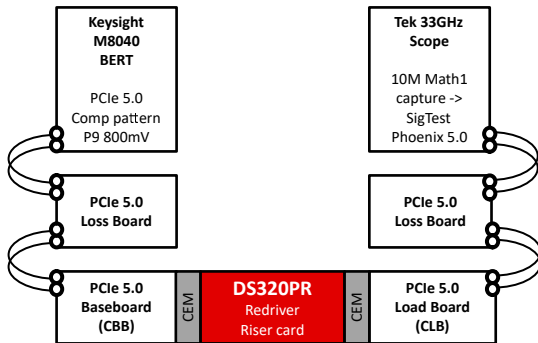 Keysight
M8040
BERT
PCIe 5.0
Comp pattern
P9 800mV
Tek 33GHz
Scope
10M Math1
capture ->
SigTest
Phoenix 5.0
PCIe 5.0
Loss Board
PCIe 5.0
Loss Board
PCIe 5.0
Baseboard
(CBB)
CEM
DS320PR
Redriver
Riser card
CEM
PCIe 5.0
Load Board
(CLB)